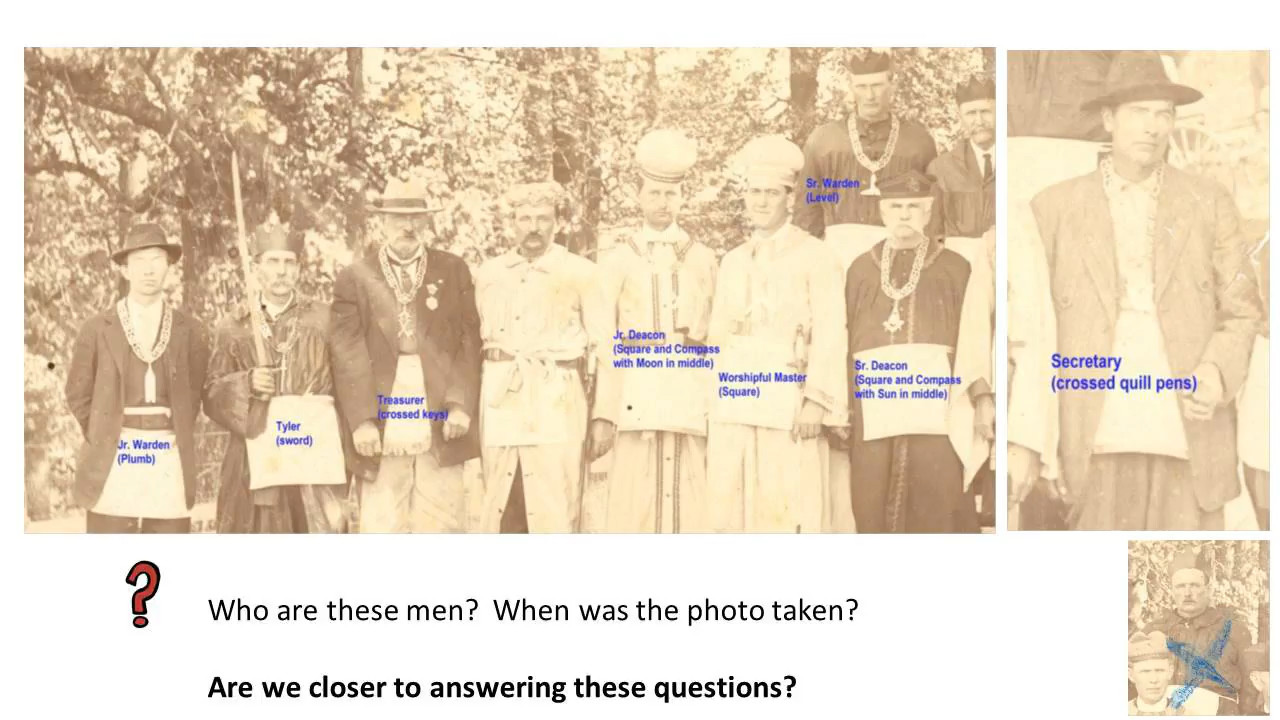 Sr. Warden
(Level)
Jr. Deacon
(Square and Compass
with Moon in middle)
Worshipful Master
(Square)
Sr. Deacon
(Square and Compass
with Sun in middle)
Treasurer
(crossed keys)
Tyler
(sword)
Jr. Warden
(Plumb)
Secretary
(crossed quill pens)
?
Who are these men? When was the photo taken?
Are we closer to answering these questions?